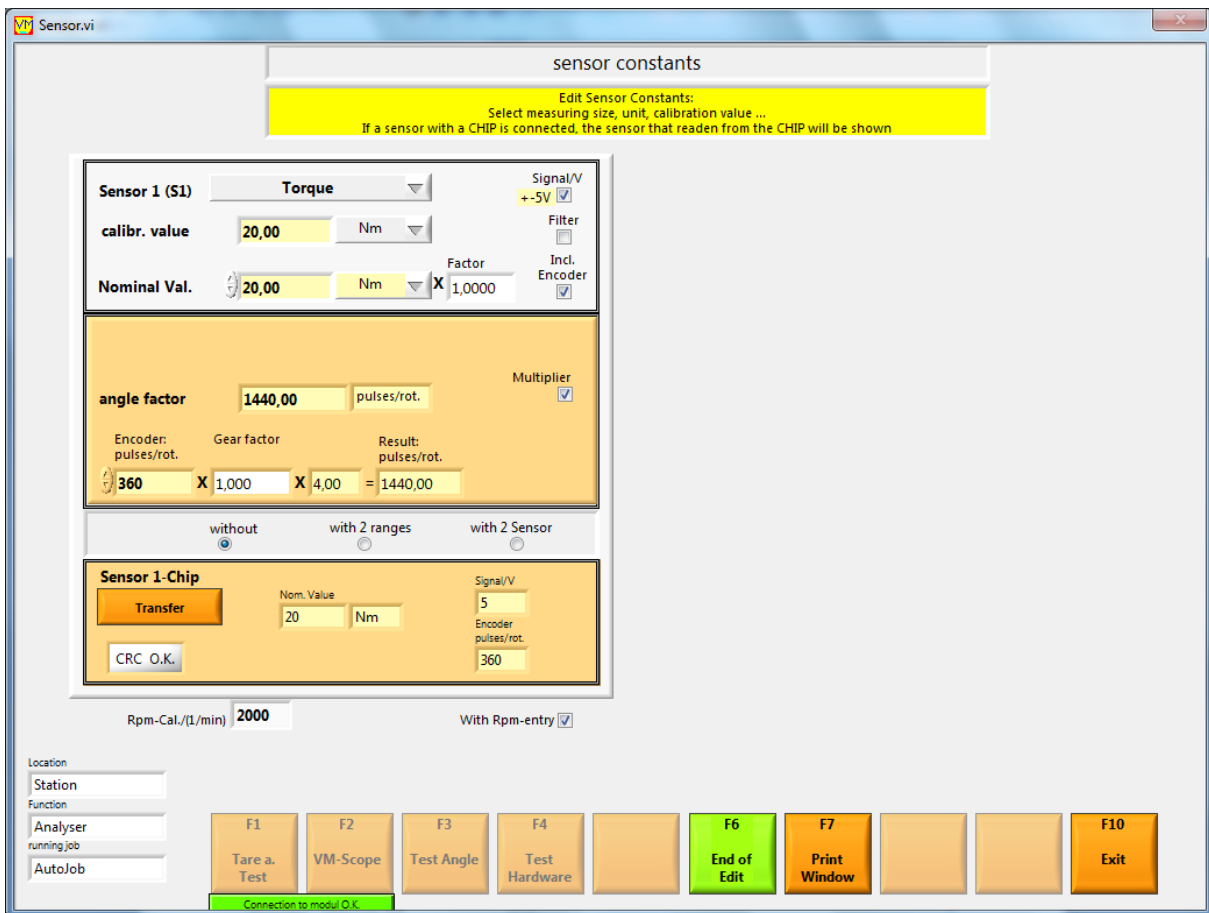 VM Sensor.vi
x
sensor constants
Edit Sensor Constants:
Select measuring size, unit, calibration value ...
If a sensor with a CHIP is connected, the sensor that readen from the CHIP will be shown
Sensor 1 (S1) Torque Signal/V
+-5V
calibr. value 20,00 Nm Filter
Nominal Val. 20,00 Nm X Factor
1,0000
Incl.
Encoder
Multiplier
angle factor 1440,00 pulses/rot.
Encoder:
pulses/rot.
Gear factor
Result:
pulses/rot.
360 X 1,000 X 4,00 = 1440,00
without with 2 ranges with 2 Sensor
Sensor 1-Chip
Transfer
Nom. Value
20 Nm
Signal/V
5
Encoder
pulses/rot.
360
CRC O.K.
Rpm-Cal./(1/min) 2000 With Rpm-entry
Location
Station
Function
Analyser
running job
AutoJob
F1
Tare a.
Test
F2
VM-Scope
F3
Test Angle
F4
Test
Hardware
F6
End of
Edit
F7
Print
Window
F10
Exit
Connection to modul O.K.